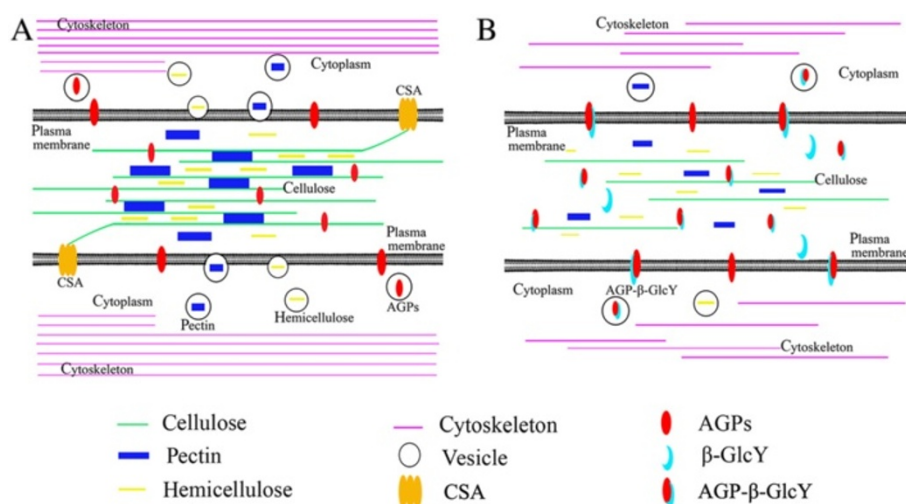 A
Cytoskeleton
Cytoplasm
CSA
Plasma
membrane
Cellulose
Plasma
membrane
CSA
Cytoplasm
Pectin
Hemicellulose
AGPs
Cytoskeleton
B
Cytoskeleton
Cytoplasm
Plasma
membrane
Cellulose
Plasma
membrane
Cytoplasm
AGP-β-GlcY
Cytoskeleton
Cellulose
Cytoskeleton
AGPs
Pectin
Vesicle
β-GlcY
Hemicellulose
CSA
AGP-β-GlcY